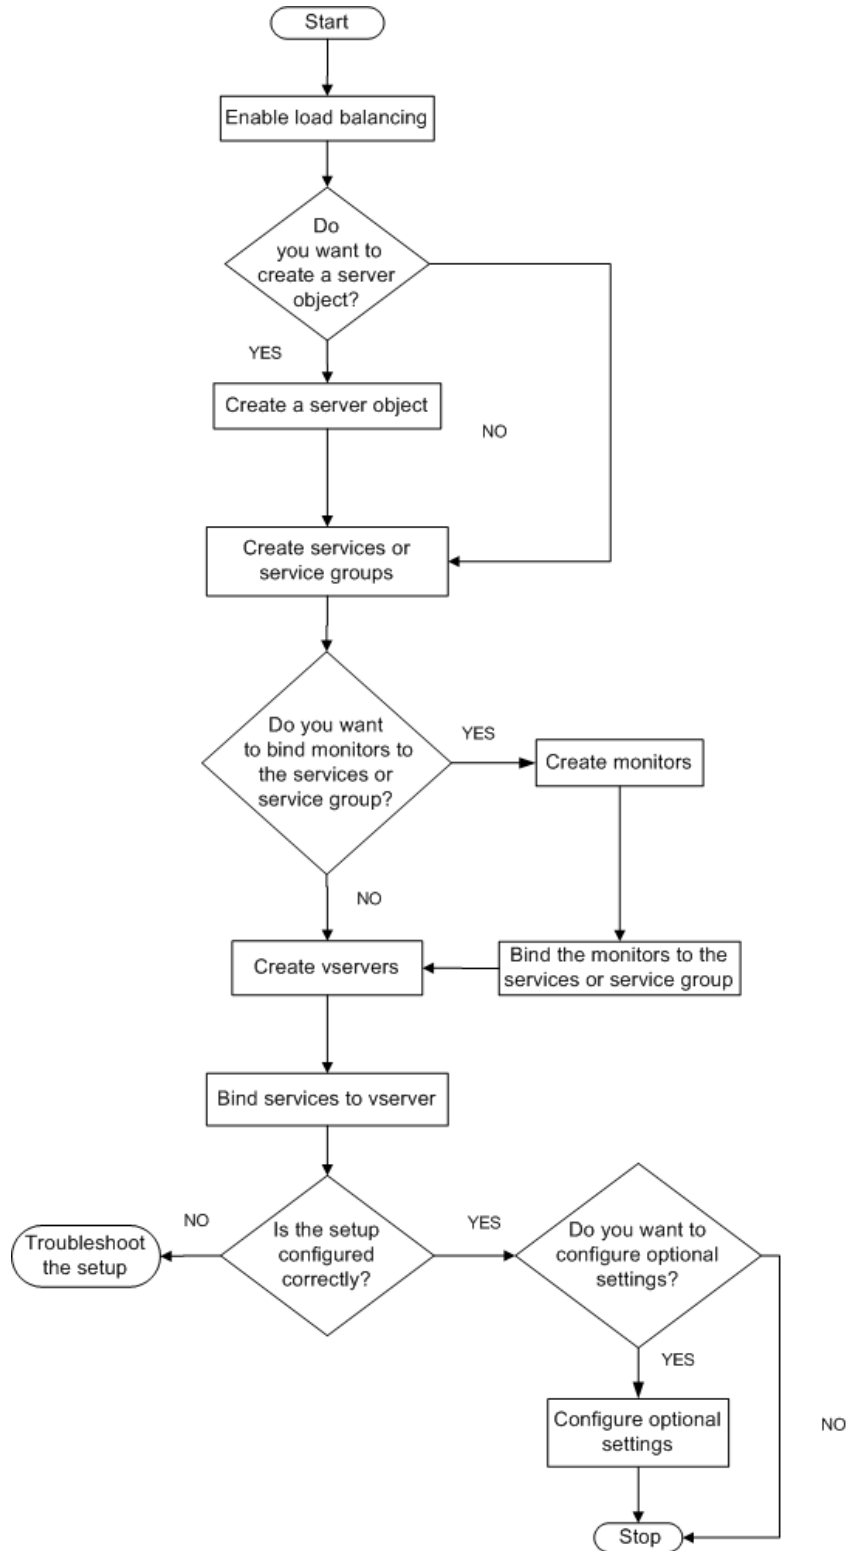 Start
Enable load balancing
Do
you want to
create a server
object?
YES
Create a server object
NO
Create services or
service groups
Do you want
to bind monitors to
the services or
service group?
YES
Create monitors
NO
Bind the monitors to the
services or service group
Create vservers
Bind services to vserver
NO
Troubleshoot
the setup
Is the setup
configured
correctly?
YES
Do you want to
configure optional
settings?
YES
Configure optional
settings
NO
Stop